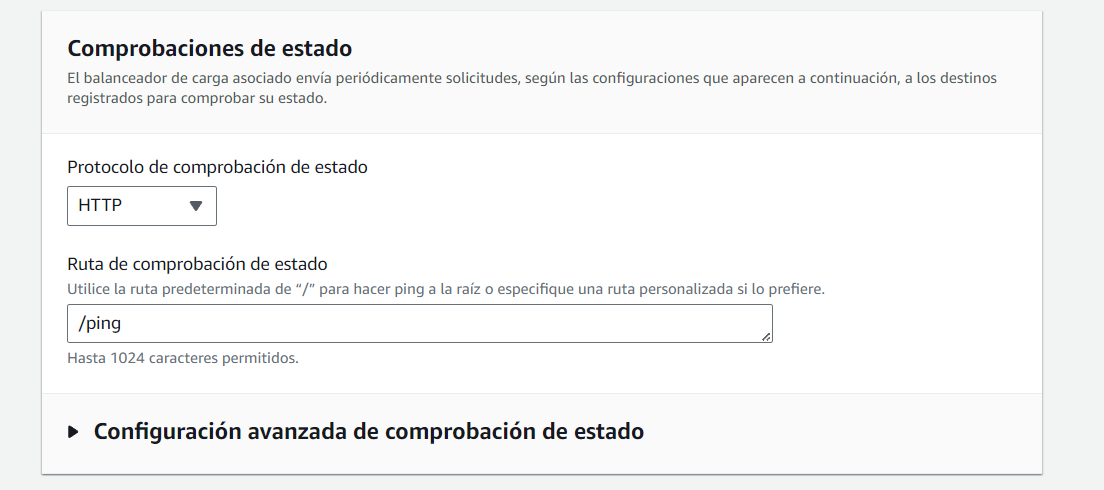 Comprobaciones de estado
El balanceador de carga asociado envía periódicamente solicitudes, según las configuraciones que aparecen a continuación, a los destinos
registrados para comprobar su estado.
Protocolo de comprobación de estado
HTTP
Ruta de comprobación de estado
Utilice la ruta predeterminada de “/” para hacer ping a la raíz o especifique una ruta personalizada si lo prefiere.
/ping
Hasta 1024 caracteres permitidos.
Configuración avanzada de comprobación de estado